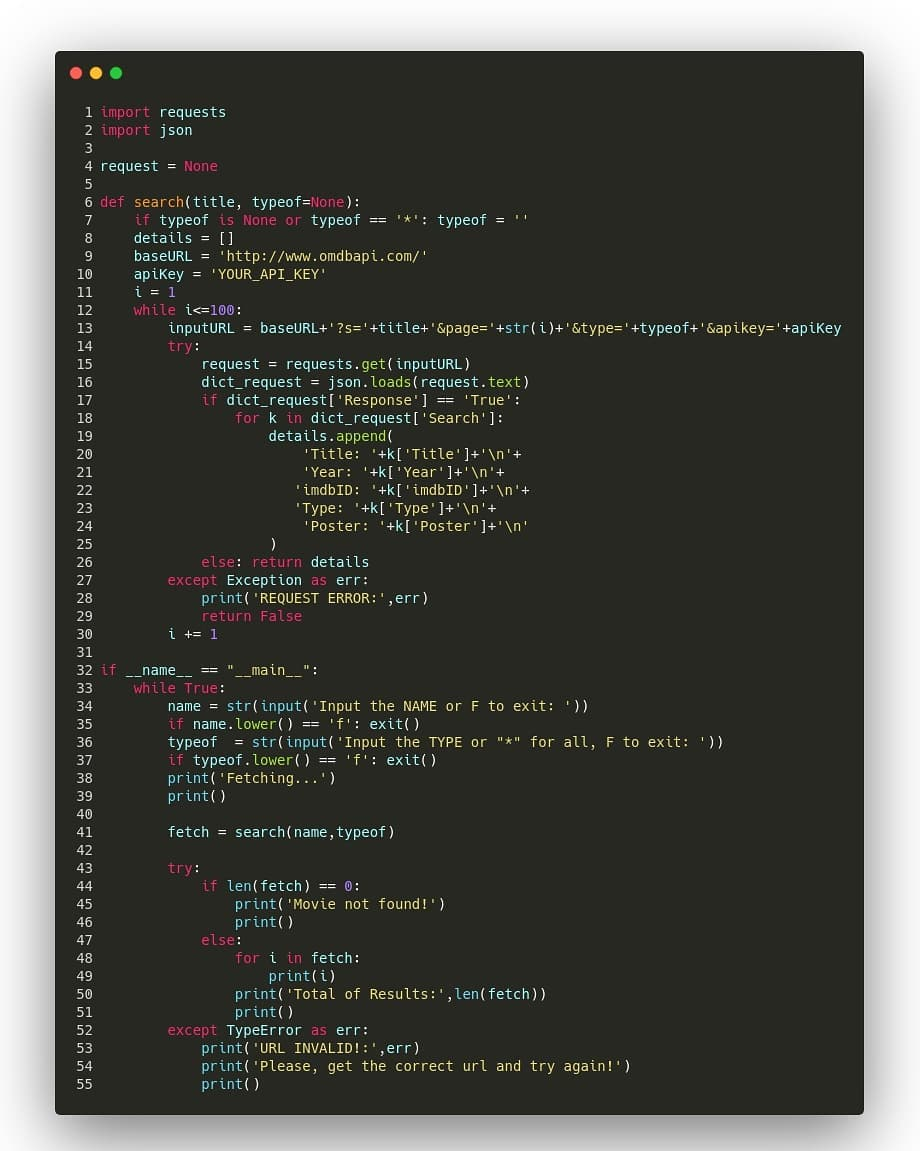 1 import requests
2 import json
3
4 request = None
5
6 def search(title, typeof=None):
7     if typeof is None or typeof == '*': typeof = ''
8     details = []
9     baseURL = 'http://www.omdbapi.com/'
10     apiKey = 'YOUR_API_KEY'
11     i = 1
12     while i<=100:
13         inputURL = baseURL+'?s='+title+'&page='+str(i)+'&type='+typeof+'&apikey='+apiKey
14         try:
15             request = requests.get(inputURL)
16             dict_request = json.loads(request.text)
17             if dict_request['Response'] == 'True':
18                 for k in dict_request['Search']:
19                     details.append(
20                         'Title: '+k['Title']+'\n'+
21                         'Year: '+k['Year']+'\n'+
22                        'imdbID: '+k['imdbID']+'\n'+
23                        'Type: '+k['Type']+'\n'+
24                         'Poster: '+k['Poster']+'\n'
25                     )
26             else: return details
27         except Exception as err:
28             print('REQUEST ERROR:',err)
29             return False
30         i += 1
31
32 if __name__ == "__main__":
33     while True:
34         name = str(input('Input the NAME or F to exit: '))
35         if name.lower() == 'f': exit()
36         typeof  = str(input('Input the TYPE or "*" for all, F to exit: '))
37         if typeof.lower() == 'f': exit()
38         print('Fetching...')
39         print()
40
41         fetch = search(name,typeof)
42
43         try:
44             if len(fetch) == 0:
45                 print('Movie not found!')
46                 print()
47             else:
48                 for i in fetch:
49                     print(i)
50                 print('Total of Results:',len(fetch))
51                 print()
52         except TypeError as err:
53             print('URL INVALID!:',err)
54             print('Please, get the correct url and try again!')
55             print()